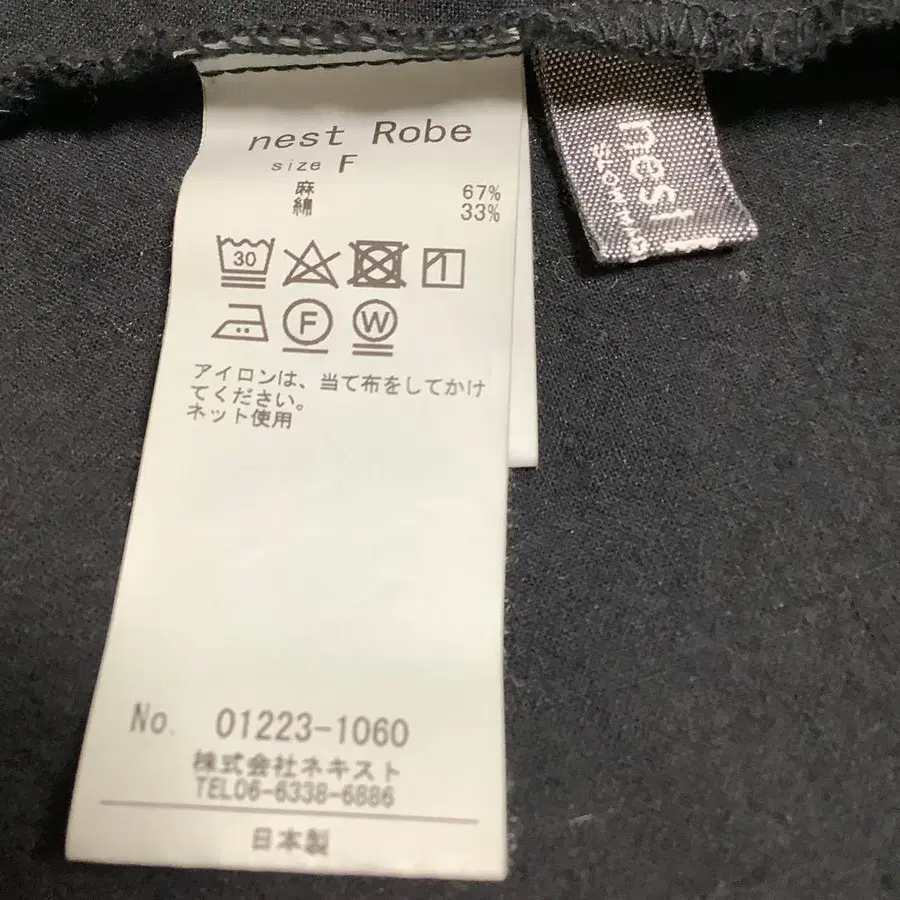 nest Robe
size F
麻 67%
綿 33%
30
F W
アイロンは、当て布をしてかけ
てください。
ネット使用
No. 01223-1060
株式会社ネキスト
TEL06-6338-6886
日本製
nest